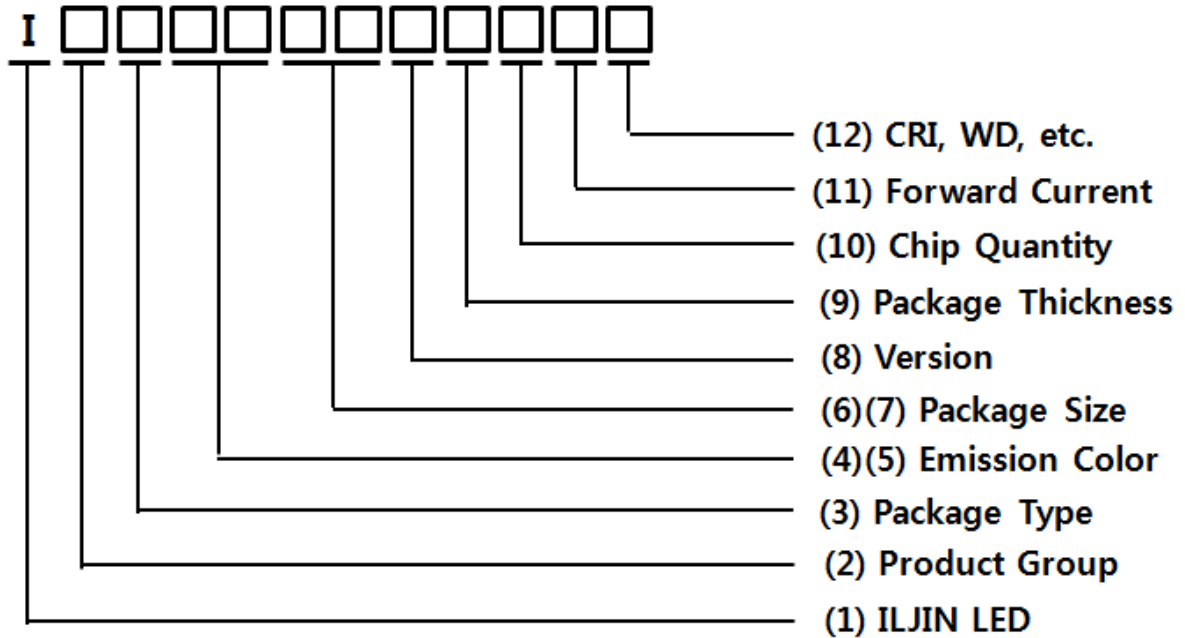 I
(12) CRI, WD, etc.
(11) Forward Current
(10) Chip Quantity
(9) Package Thickness
(8) Version
(6)(7) Package Size
(4)(5) Emission Color
(3) Package Type
(2) Product Group
(1) ILJIN LED